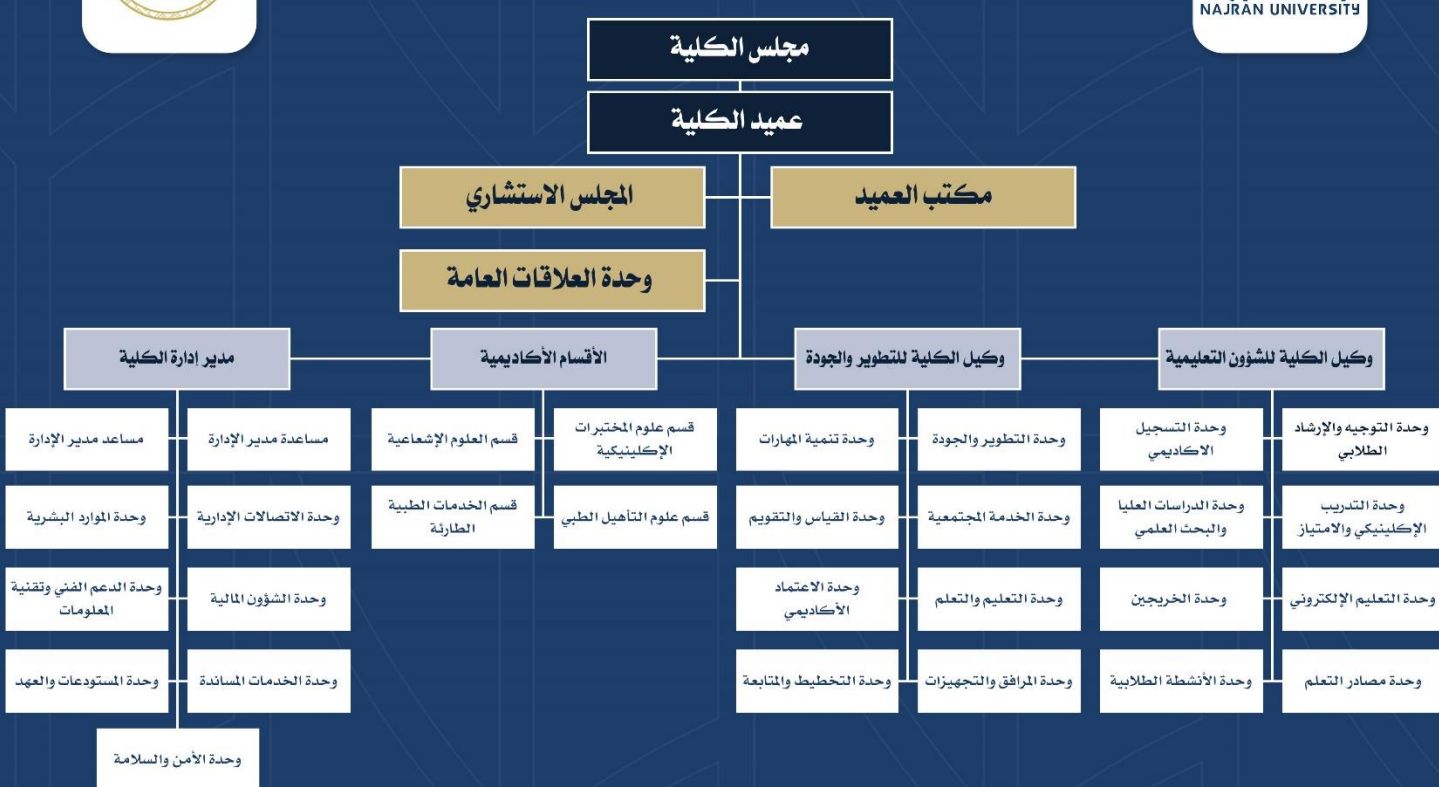 NAJRAN UNIVERSITY
مجلس الكلية
عميد الكلية
مكتب العميد
المجلس الاستشاري
وحدة العلاقات العامة
وكيل الكلية للشؤون التعليمية
وكيل الكلية للتطوير والجودة
الأقسام الأكاديمية
مدير إدارة الكلية
وحدة التوجيه والإرشاد
الطلابي
وحدة التسجيل
الاكاديمي
وحدة التدريب
الإكلينيكي والامتياز
وحدة الدراسات العليا
والبحث العلمي
وحدة التعليم الإلكتروني
وحدة الخريجين
وحدة مصادر التعلم
وحدة الأنشطة الطلابية
وحدة التطوير والجودة
وحدة تنمية المهارات
وحدة الخدمة المجتمعية
وحدة القياس والتقويم
وحدة التعليم والتعلم
وحدة الاعتماد
الأكاديمي
وحدة المرافق والتجهيزات
وحدة التخطيط والمتابعة
قسم علوم المختبرات
الإكلينيكية
قسم العلوم الإشعاعية
قسم علوم التأهيل الطبي
قسم الخدمات الطبية
الطارئة
مساعدة مدير الإدارة
مساعد مدير الإدارة
وحدة الاتصالات الإدارية
وحدة الموارد البشرية
وحدة الشؤون المالية
وحدة الدعم الفني وتقنية
المعلومات
وحدة الخدمات المساندة
وحدة المستودعات والعهد
وحدة الأمن والسلامة